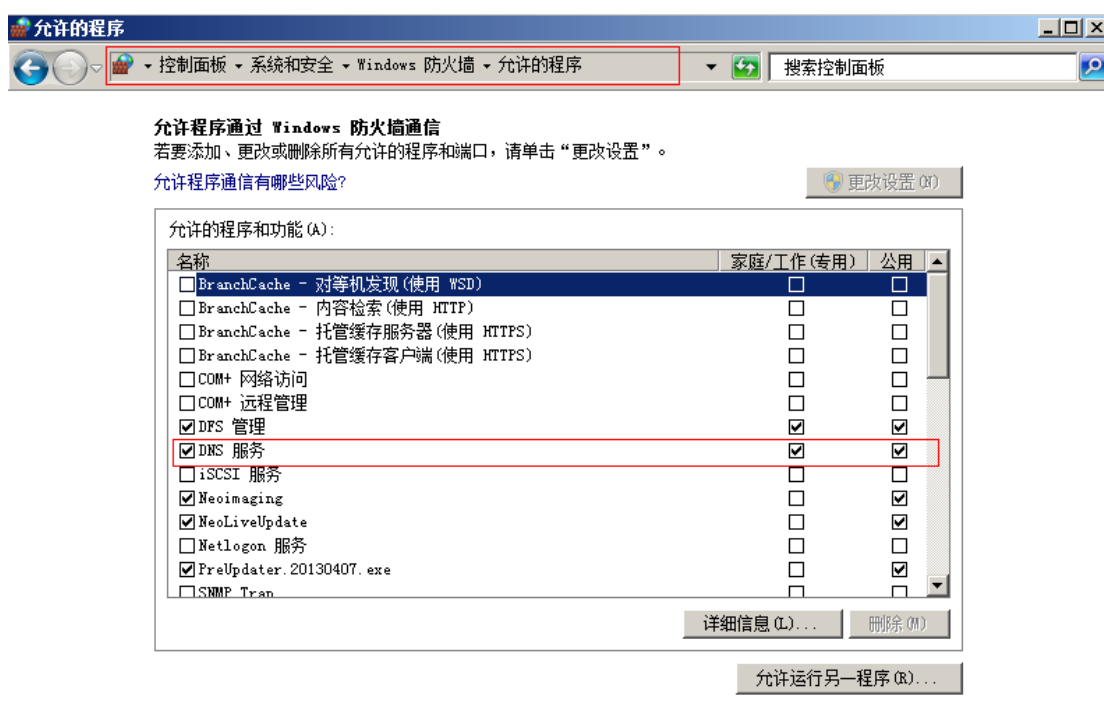 允许的程序
控制面板 系统和安全 Windows 防火墙 允许的程序
搜索控制面板
允许程序通过 Windows 防火墙通信
若要添加、更改或删除所有允许的程序和端口，请单击“更改设置”。
允许程序通信有哪些风险?
更改设置(N)
允许的程序和功能(A):
名称 家庭/工作(专用) 公用
BranchCache - 对等机发现(使用 WSD)
BranchCache - 内容检索(使用 HTTP)
BranchCache - 托管缓存服务器(使用 HTTPS)
BranchCache - 托管缓存客户端(使用 HTTPS)
COM+ 网络访问
COM+ 远程管理
DFS 管理
DNS 服务
iSCSI 服务
Neoimaging
NeoLiveUpdate
Netlogon 服务
PreUpdater.20130407.exe
SNMP Trap
详细信息(L)... 删除(M)
允许运行另一程序(R)...